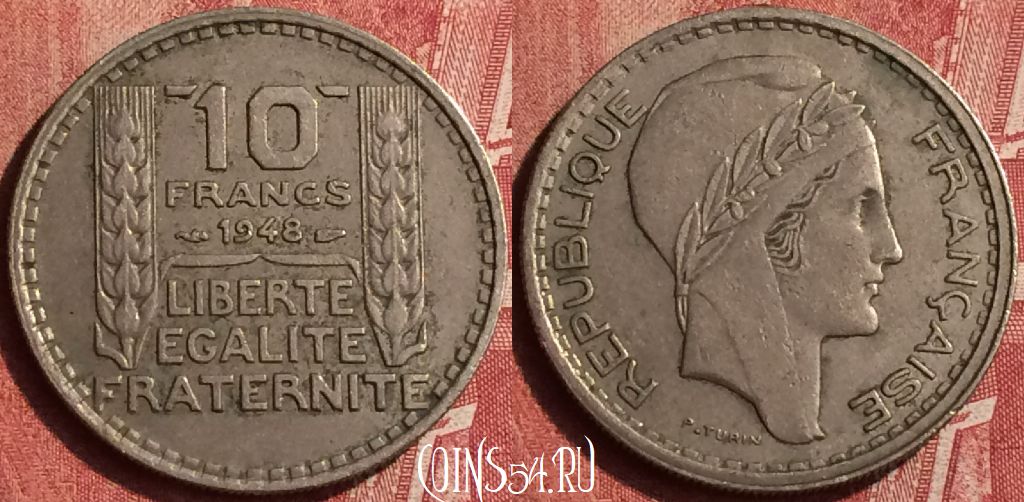 10
FRANCS
1948
LIBERTE
EGALITE
FRATERNITE
REPUBLIQUE FRANÇAISE
P. TURIN
COINS54.RU